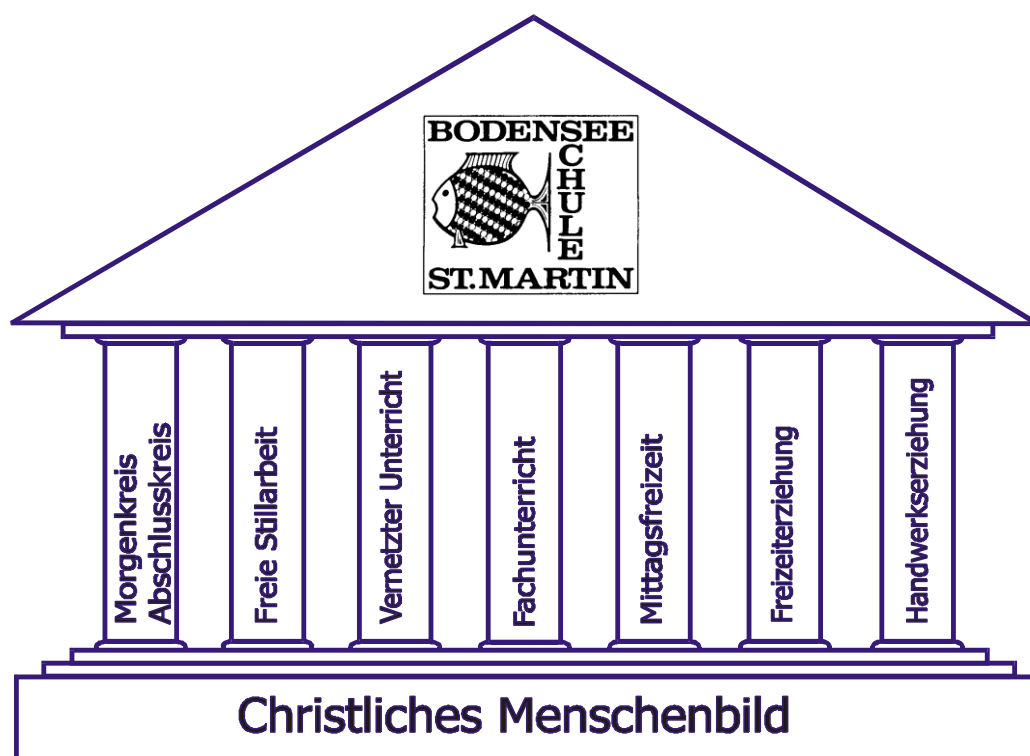 BODENSEE
SCHULE
ST.MARTIN
Morgenkreis
Abschlusskreis
Freie Stillarbeit
Vernetzter Unterricht
Fachunterricht
Mittagsfreizeit
Freizeiterziehung
Handwerkserziehung
Christliches Menschenbild